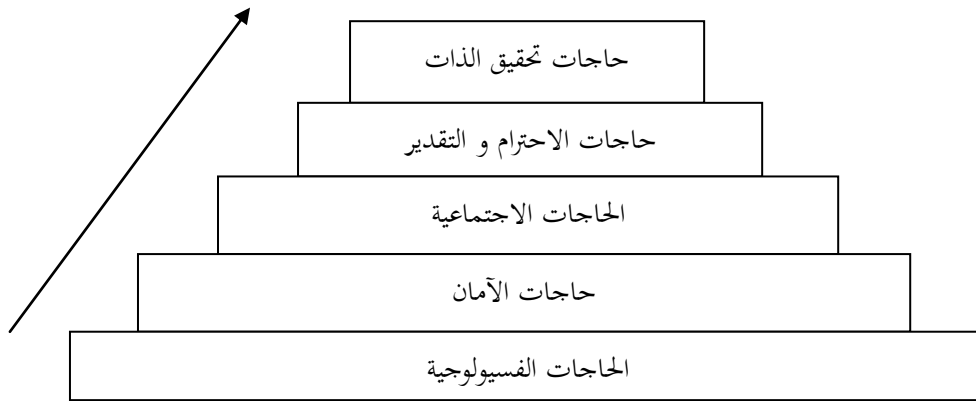 حاجات تحقيق الذات
حاجات الاحترام و التقدير
الحاجات الاجتماعية
حاجات الآمان
الحاجات الفسيولوجية